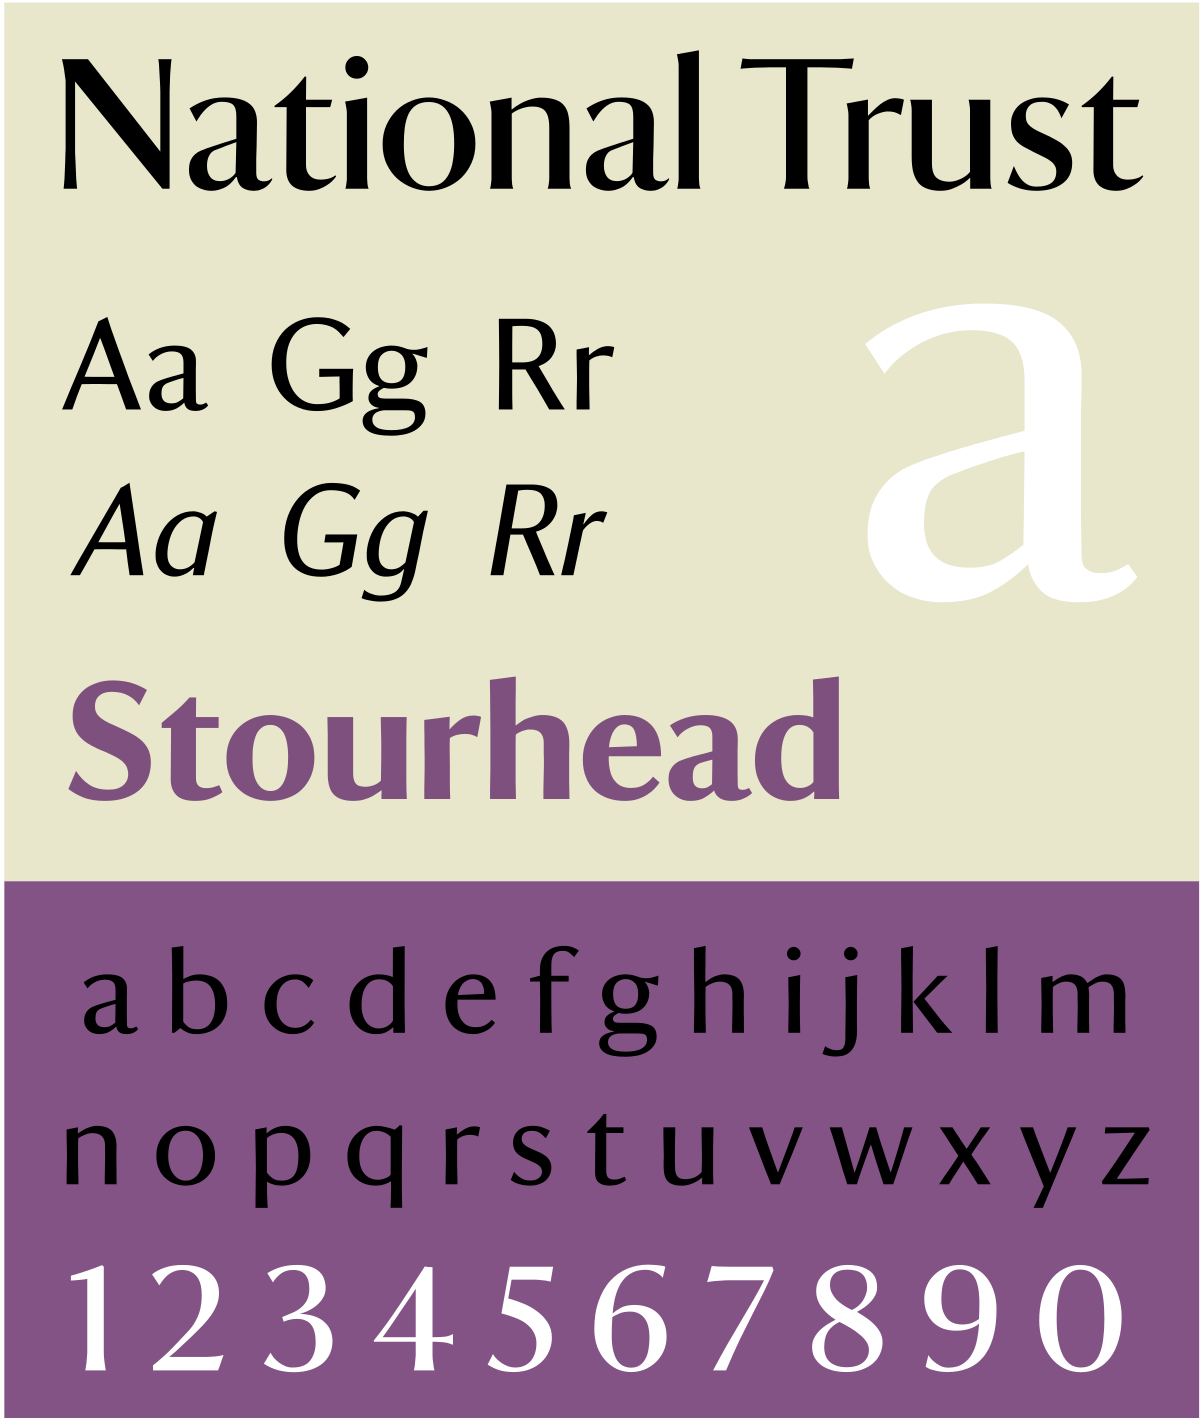 National Trust
Aa Gg Rr
a
Aa Gg Rr
Stourhead
a b c d e f g h i j k l m
n o p q r s t u v w x y z
1 2 3 4 5 6 7 8 9 0